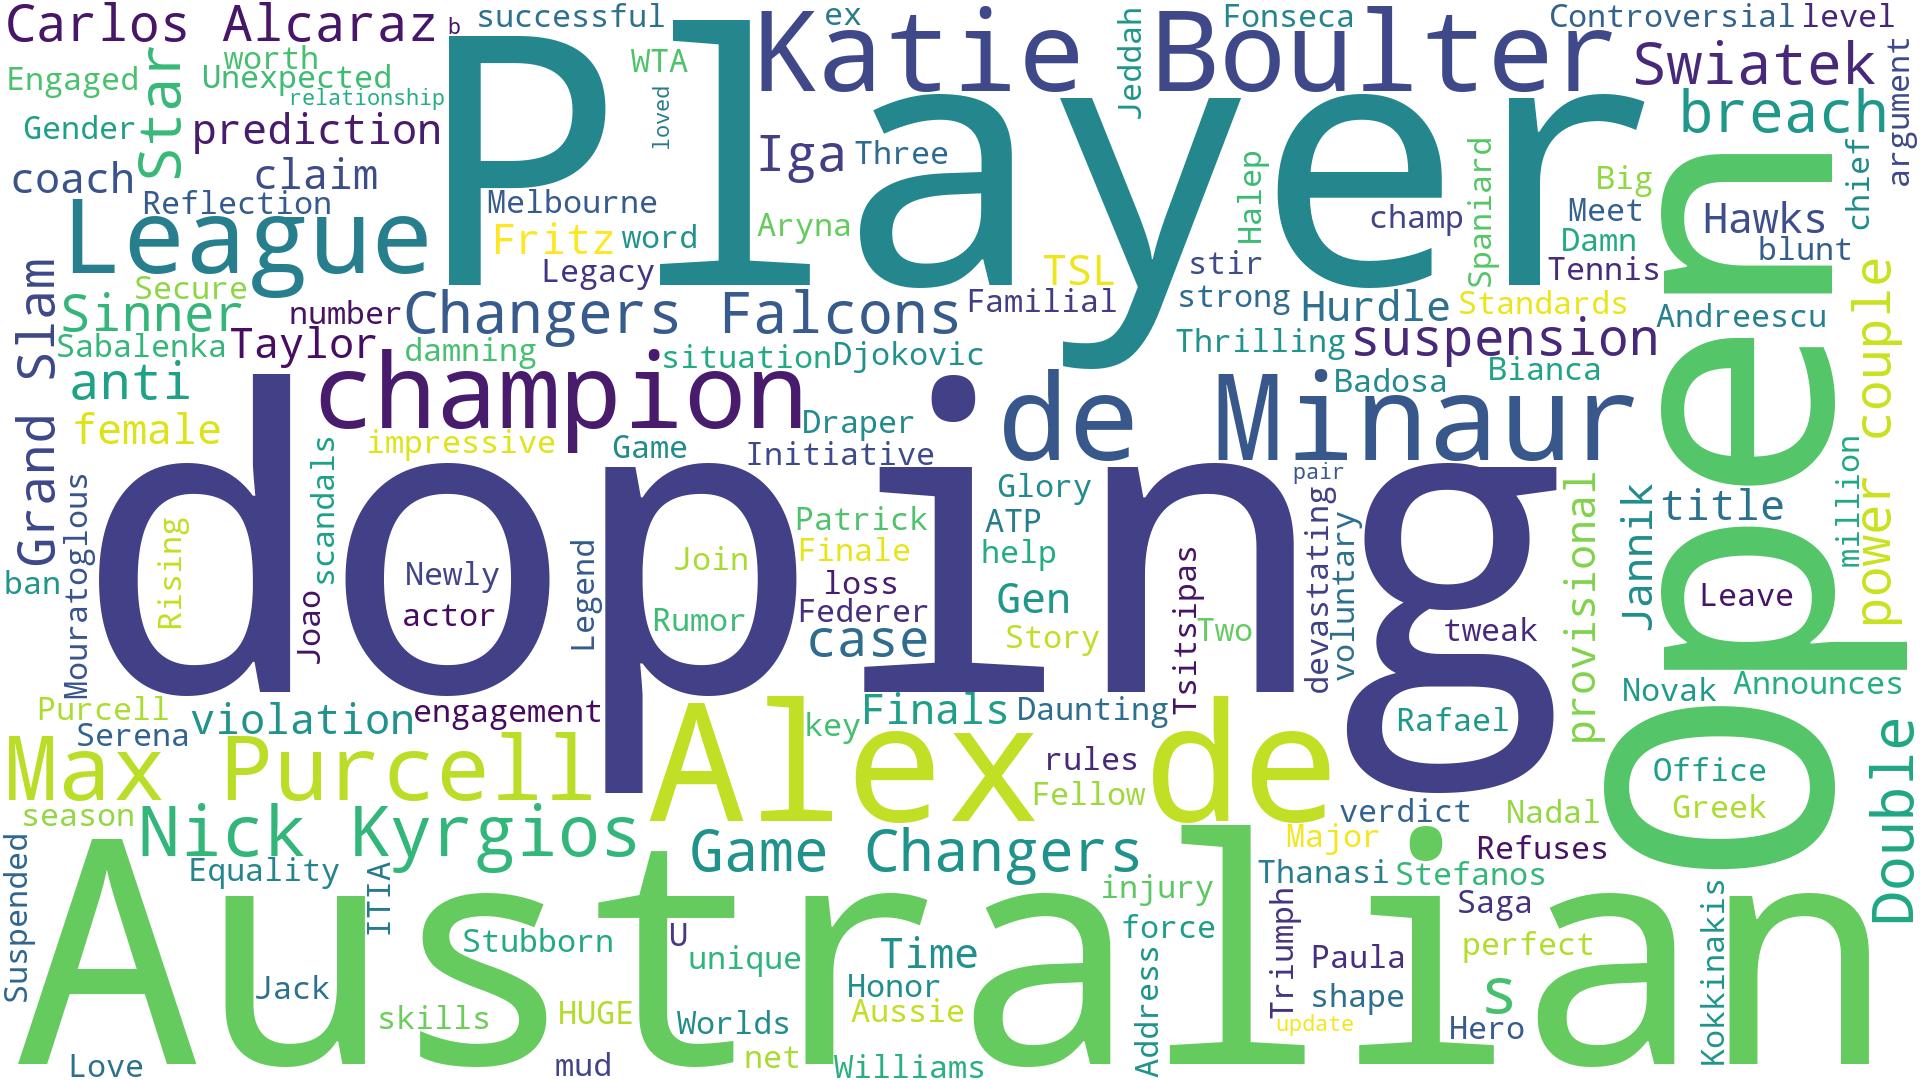 Carlos Alcaraz
b
successful
Katie Boulter
ex
Jeddah
Fonseca
Controversial
level
Engaged
worth
Unexpected
relationship
Star
WTA
loved
Player
Swiatek
argument
Gender
prediction
breach
coach
claim
Reflection
Iga
Three
Halep
Spaniard
Big
chief
League
Melbourne
Fritz
word
Legacy
Aryna
champ
Meet
Damn
Tennis
Hawks
blunt
Open
Grand Slam
Secure
Sinner
number
Changers Falcons
Familial
TSL
stir
strong
Hurdle
Standards
Andreescu
power couple
Sabalenka
Taylor
damning
situation
Djokovic
Thrilling
suspension
anti
champion
de Minaur
Badosa
Bianca
female
impressive
Game
Draper
Initiative
doping
scandals
Mouratoglous
Rising
Glory
pair
Patrick
ATP
Finale
help
devastating
voluntary
provisional
Jannik
title
million
ban
Newly
actor
Joao
Legend
Join
Rumor
loss
Federer
case
Gen
Story
Tsitsipas
Two
tweak
Leave
Purcell
Serena
violation
engagement
key
Finals
Daunting
Rafael
Novak
Announces
Double
Max Purcell
Alex de
rules
Fellow
Office
Greek
season
Nick Kyrgios
Game Changers
verdict
Nadal
Major
Refuses
Suspended
Equality
ITIA
Australian
injury
Thanasi
Stefanos
Saga
Kokkinakis
Stubborn
U
unique
Time
force
Address
Triumph
Paula
perfect
Jack
skills
HUGE
Worlds
Honor
Aussie
shape
s
update
Hero
Love
mud
net
Williams